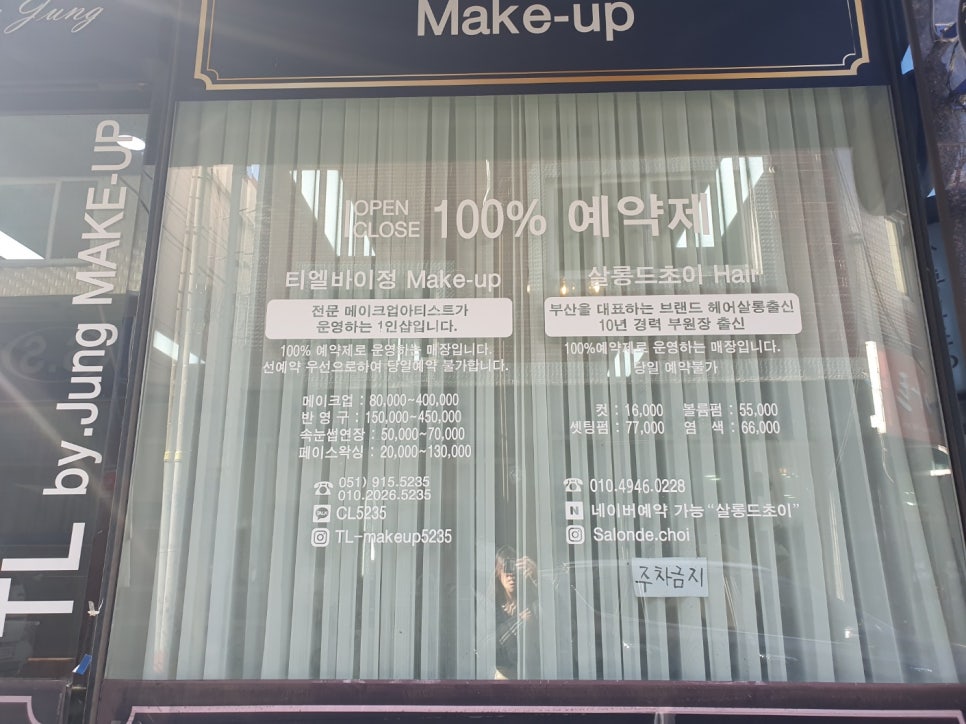 Jung
Make-up
TL by.Jung MAKE-UP
OPEN
CLOSE
100% 예약제
티엘바이정 Make-up
전문 메이크업아티스트가
운영하는 1인샵입니다.
100% 예약제로 운영하는 매장입니다.
선예약 우선으로하여 당일예약 불가합니다.
메이크업 : 80,000~400,000
반 영 구 : 150,000~450,000
속눈썹연장 : 50,000~70,000
페이스왁싱 : 20,000~130,000
051) 915.5235
010.2026.5235
CL5235
TL-makeup5235
살롱드초이 Hair
부산을 대표하는 브랜드 헤어살롱출신
10년 경력 부원장 출신
100%예약제로 운영하는 매장입니다.
당일 예약불가
컷 : 16,000 볼륨펌 : 55,000
셋팅펌 : 77,000 염 색 : 66,000
010.4946.0228
N 네이버예약 가능 “살롱드초이”
Salonde.choi
주차금지